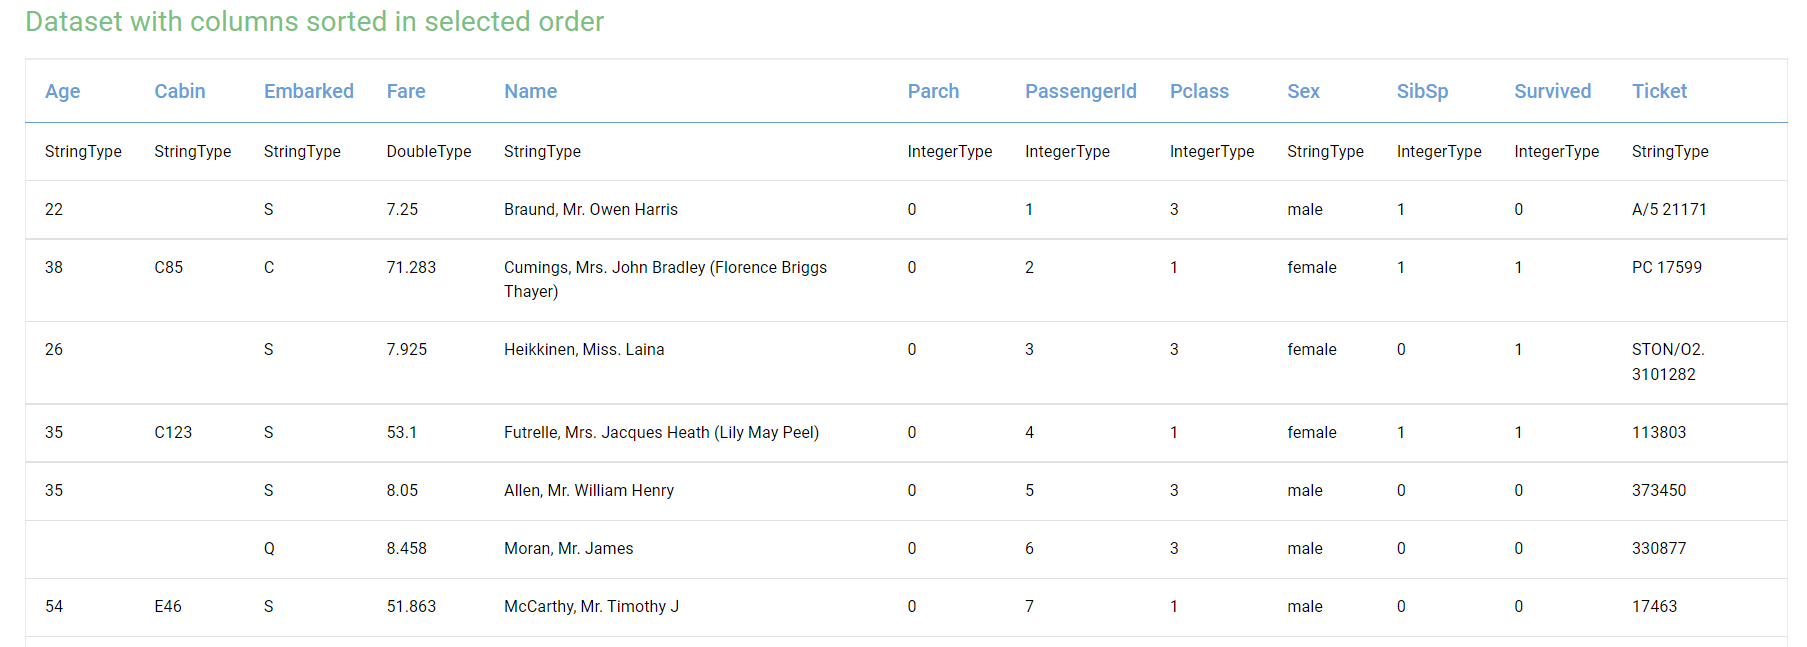 Dataset with columns sorted in selected order
Age Cabin Embarked Fare Name Parch PassengerId Pclass Sex SibSp Survived Ticket
StringType StringType StringType DoubleType StringType IntegerType IntegerType IntegerType StringType IntegerType IntegerType StringType
22 S 7.25 Braund, Mr. Owen Harris 0 1 3 male 1 0 A/5 21171
38 C85 C 71.283 Cumings, Mrs. John Bradley (Florence Briggs 0 2 1 female 1 1 PC 17599
Thayer)
26 S 7.925 Heikkinen, Miss. Laina 0 3 3 female 0 1 STON/O2.
3101282
35 C123 S 53.1 Futrelle, Mrs. Jacques Heath (Lily May Peel) 0 4 1 female 1 1 113803
35 S 8.05 Allen, Mr. William Henry 0 5 3 male 0 0 373450
Q 8.458 Moran, Mr. James 0 6 3 male 0 0 330877
54 E46 S 51.863 McCarthy, Mr. Timothy J 0 7 1 male 0 0 17463